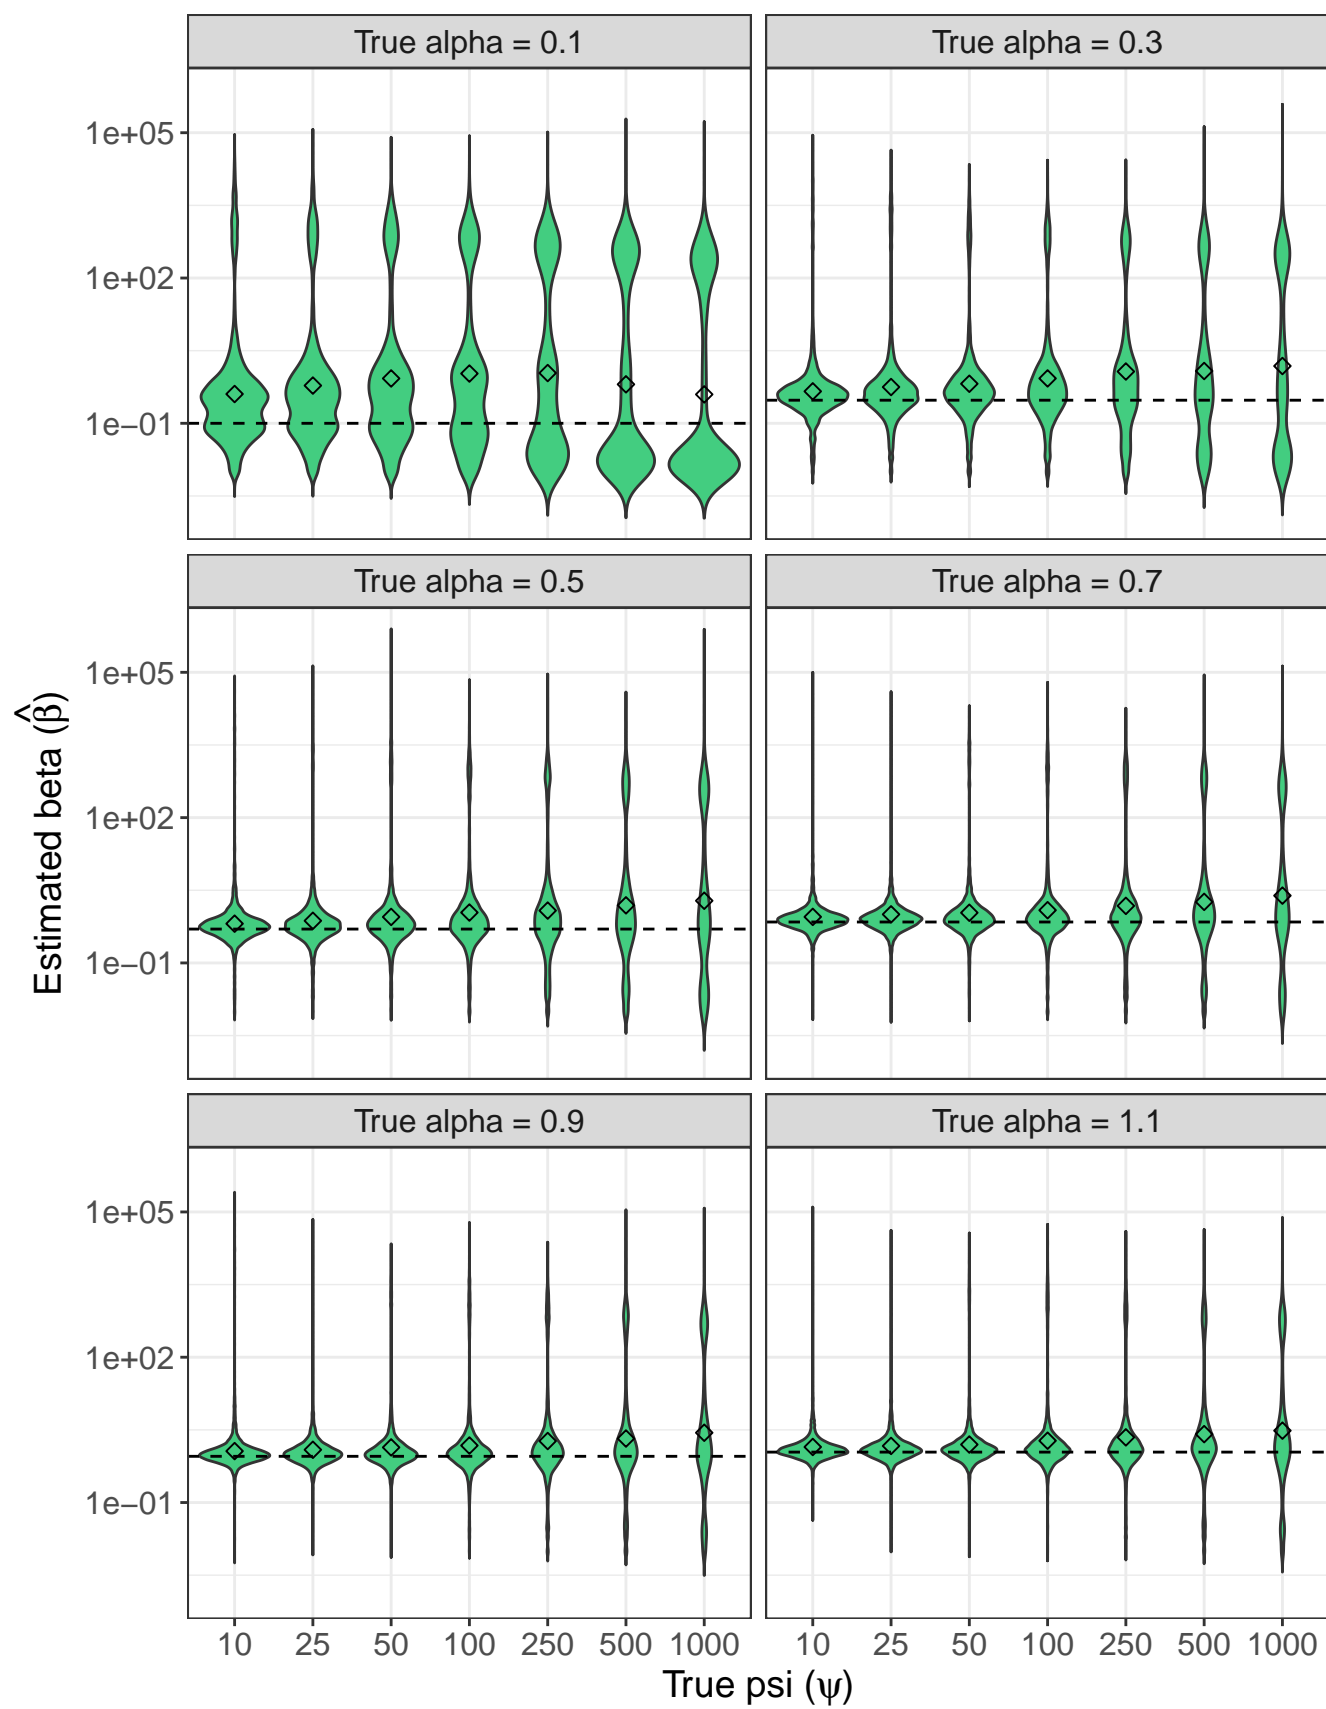 True alpha = 0.1
True alpha = 0.3
1e+05
1e+02
1e−01
True alpha = 0.5
True alpha = 0.7
1e+05
1e+02
1e−01
Estimated beta (β̂)
True alpha = 0.9
True alpha = 1.1
1e+05
1e+02
1e−01
10 25 50 100 250 500 1000
10 25 50 100 250 500 1000
True psi (ψ)